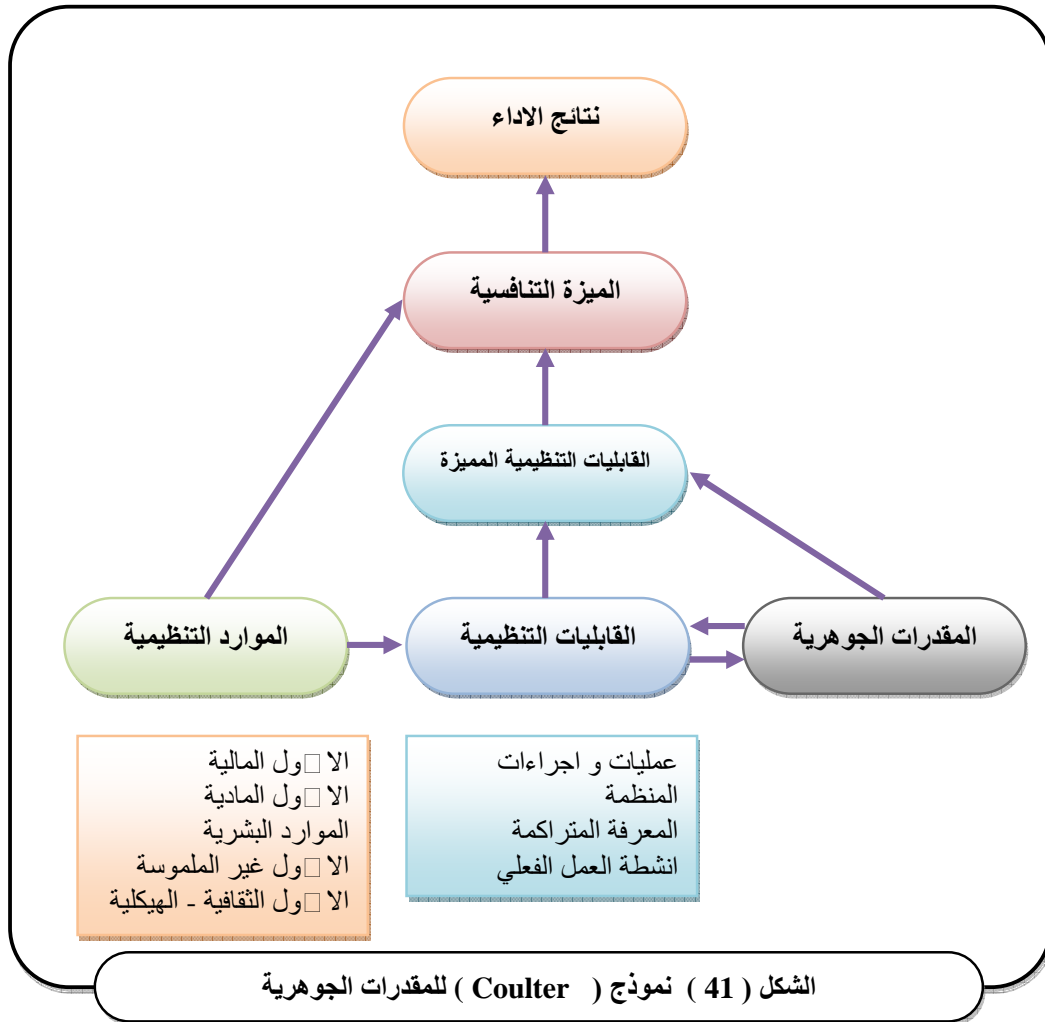 نتائج الاداء
الميزة التنافسية
القابليات التنظيمية المميزة
المقدرات الجوهرية
القابليات التنظيمية
الموارد التنظيمية
عمليات و اجراءات
المنظمة
المعرفة المتراكمة
انشطة العمل الفعلي
الا□ول المالية
الا□ول المادية
الموارد البشرية
الا□ول غير الملموسة
الا□ول الثقافية - الهيكلية
الشكل ( 41 ) نموذج ( Coulter ) للمقدرات الجوهرية